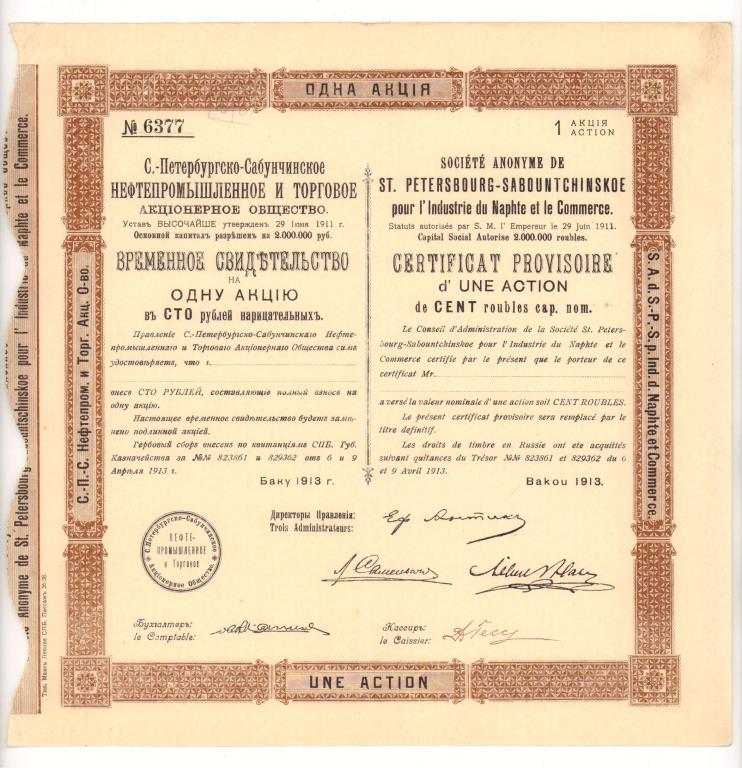 ОДНА АКЦІЯ
№ 6377
1 АКЦІЯ
ACTION
С.-Петербургско-Сабунчинское
НЕФТЕПРОМЫШЛЕННОЕ И ТОРГОВОЕ
АКЦІОНЕРНОЕ ОБЩЕСТВО.
Уставъ ВЫСОЧАЙШЕ утвержденъ 29 Іюня 1911 г.
Основной капиталъ разрѣшенъ на 2.000.000 руб.
ВРЕМЕННОЕ СВИДѢТЕЛЬСТВО
НА
ОДНУ АКЦІЮ
въ СТО рублей нарицательныхъ.
Правленіе С.-Петербургско-Сабунчинскаго Нефте-
промышленнаго и Торговаго Акціонернаго Общества симъ
удостовѣряетъ, что г.
внесъ СТО РУБЛЕЙ, составляющіе полный взносъ на
одну акцію.
Настоящее временное свидѣтельство будетъ замѣ-
нено подлинной акціей.
Гербовый сборъ внесенъ по квитанціямъ СПБ. Губ.
Казначейства за №№ 823861 и 829362 отъ 6 и 9
Апрѣля 1913 г.
Баку 1913 г.
SOCIÉTÉ ANONYME DE
ST. PETERSBOURG-SABOUNTCHINSKOE
pour l'Industrie du Naphte et le Commerce.
Statuts autorisés par S. M. l' Empereur le 29 juin 1911.
Capital Social Autorise 2.000.000 roubles.
CERTIFICAT PROVISOIRE
d' UNE ACTION
de CENT roubles cap. nom.
Le Conseil d'Administration de la Société St. Peters-
bourg-Sabountchinskoe pour l'Industrie du Naphte et le
Commerce certifie par le présent que le porteur de ce
certificat Mr.
a versé la valeur nominale d'une action soit CENT ROUBLES.
Le présent certificat provisoire sera remplacé par le
titre définitif.
Les droits de timbre en Russie ont été acquittés
suivant quitances du Trésor №№ 823861 et 829362 du 6
et 9 Avril 1913.
Bakou 1913.
Директоры Правленія:
Trois Administrateurs:
С.-Петербургско-Сабунчинское
НЕФТЕ-
ПРОМЫШЛЕННОЕ
и Торговое
Акціонерное Общество.
Бухгалтеръ:
le Comptable:
Кассиръ:
le Caissier:
UNE ACTION
С.-П.-С. Нефтепром. и Торг. Акц. О-во.
S. A. d. S.-P.-S. p. Ind. d. Naphte et Commerce.
Anonyme de St. Petersbourg-Sabountschinskoe pour l' Industrie du Naphte et le Commerce.
Тип. Максъ Левске СПБ. Пассажъ 36-38.